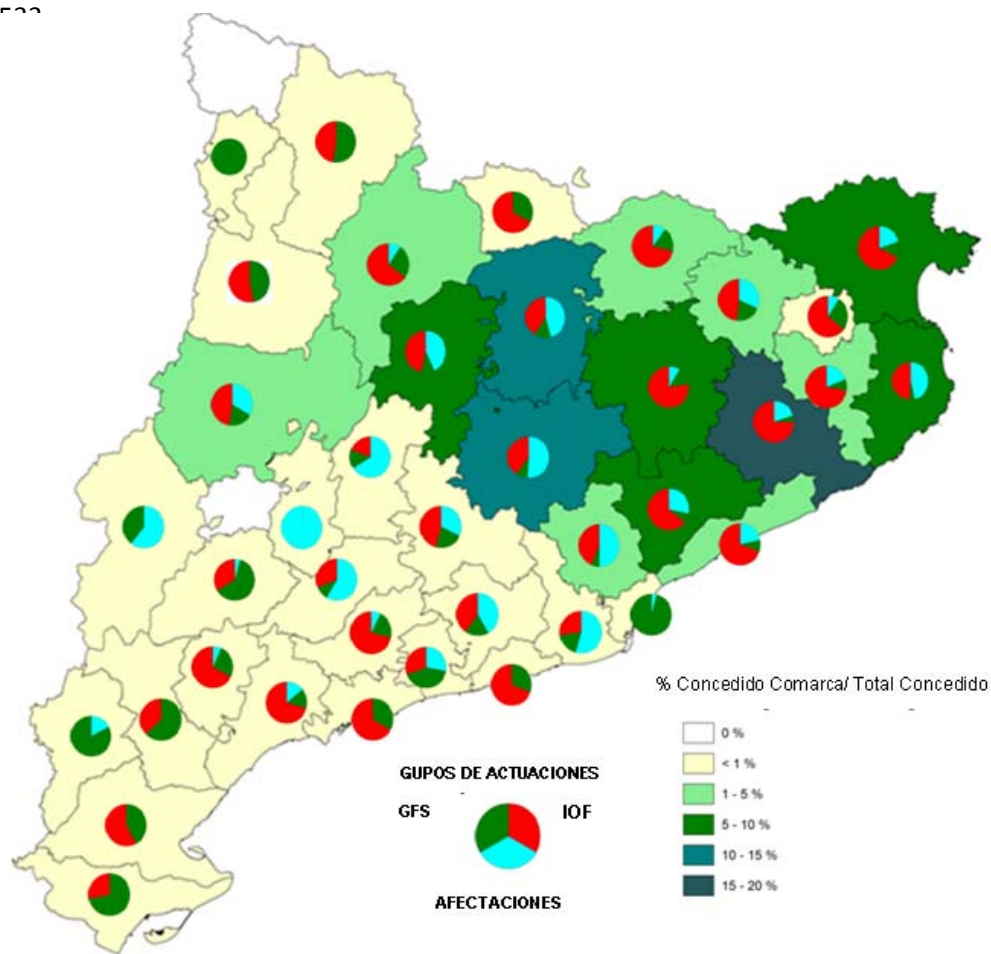 % Concedido Comarca/ Total Concedido
0 %
< 1 %
1 - 5 %
5 - 10 %
10 - 15 %
15 - 20 %
GUPOS DE ACTUACIONES
GFS
IOF
AFECTACIONES